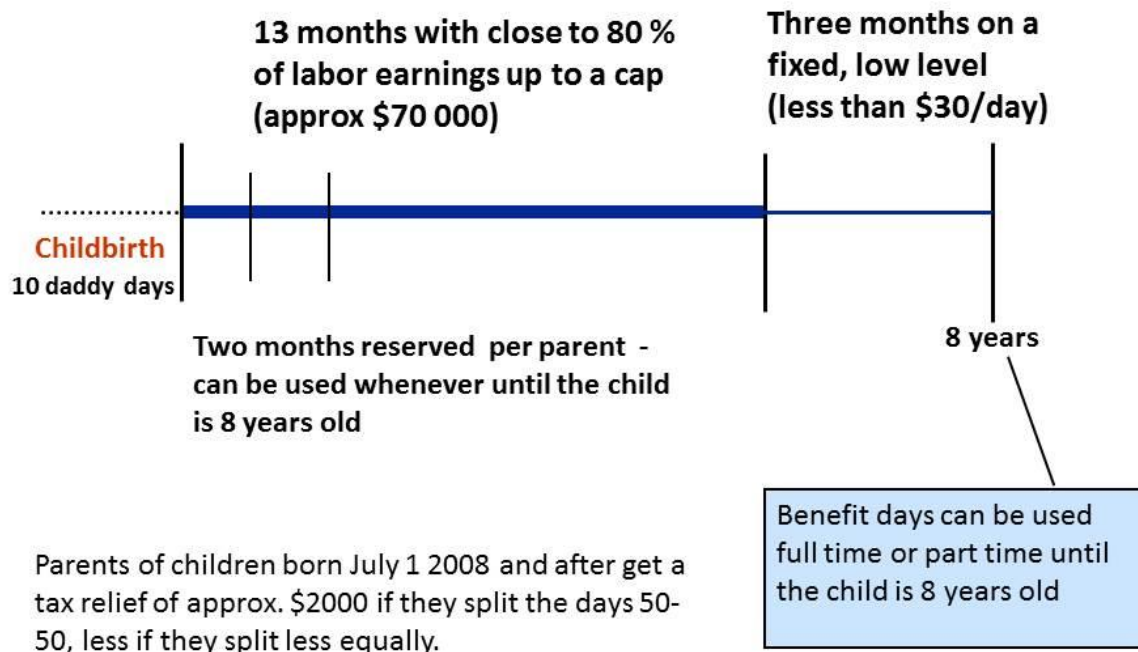 13 months with close to 80 %
of labor earnings up to a cap
(approx $70 000)
Three months on a
fixed, low level
(less than $30/day)
Childbirth
10 daddy days
Two months reserved per parent -
can be used whenever until the child
is 8 years old
8 years
Benefit days can be used
full time or part time until
the child is 8 years old
Parents of children born July 1 2008 and after get a
tax relief of approx. $2000 if they split the days 50-
50, less if they split less equally.